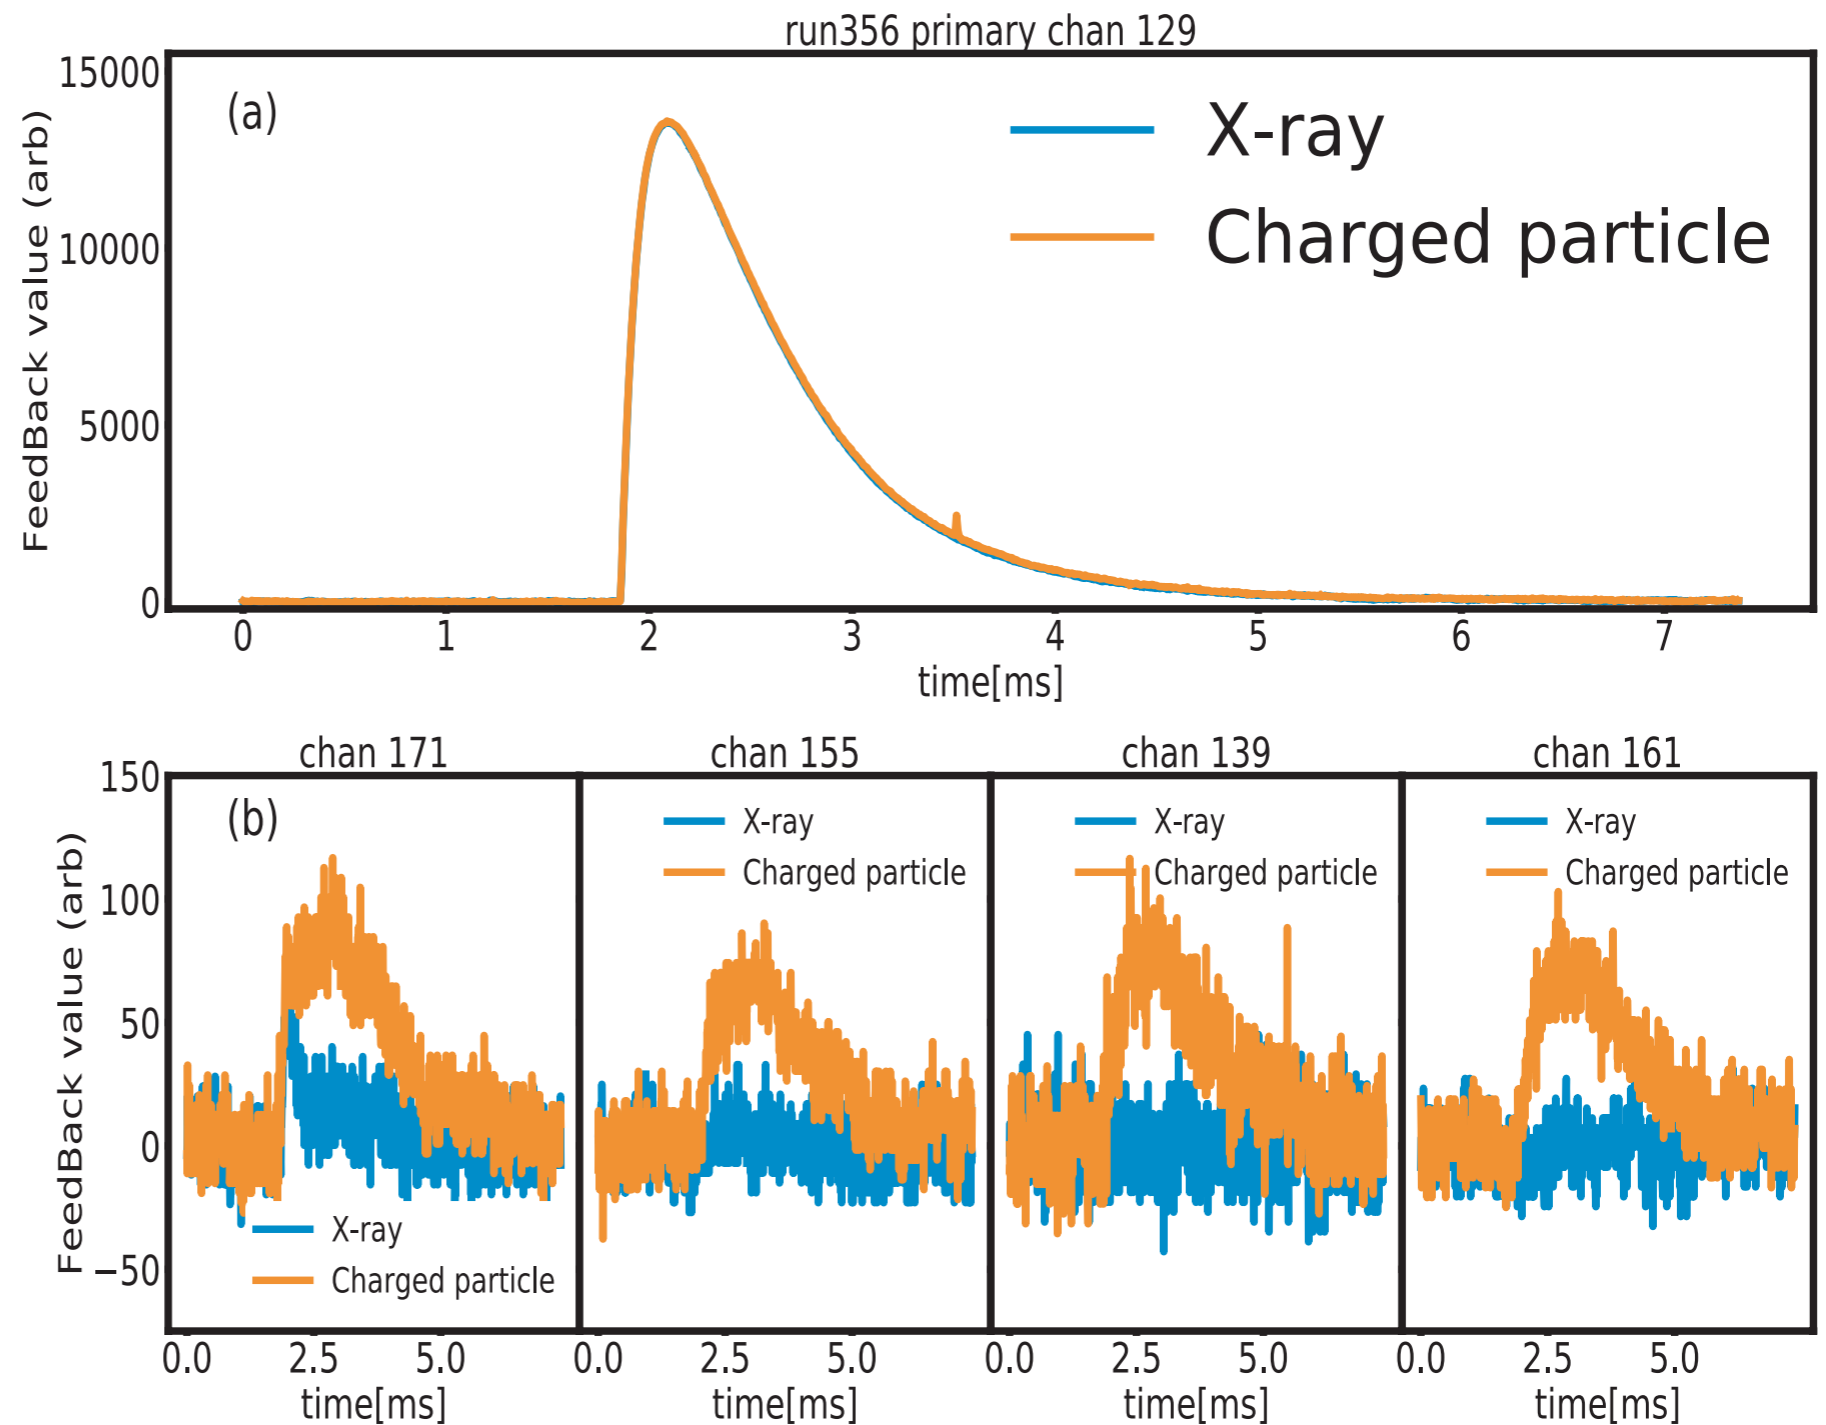 run356 primary chan 129
15000
10000
5000
0
FeedBack value (arb)
(a)
X-ray
Charged particle
0 1 2 3 4 5 6 7
time[ms]
chan 171
chan 155
chan 139
chan 161
150
100
50
0
−50
FeedBack value (arb)
(b)
X-ray
Charged particle
X-ray
Charged particle
X-ray
Charged particle
X-ray
Charged particle
0.0 2.5 5.0
0.0 2.5 5.0
0.0 2.5 5.0
0.0 2.5 5.0
time[ms]
time[ms]
time[ms]
time[ms]